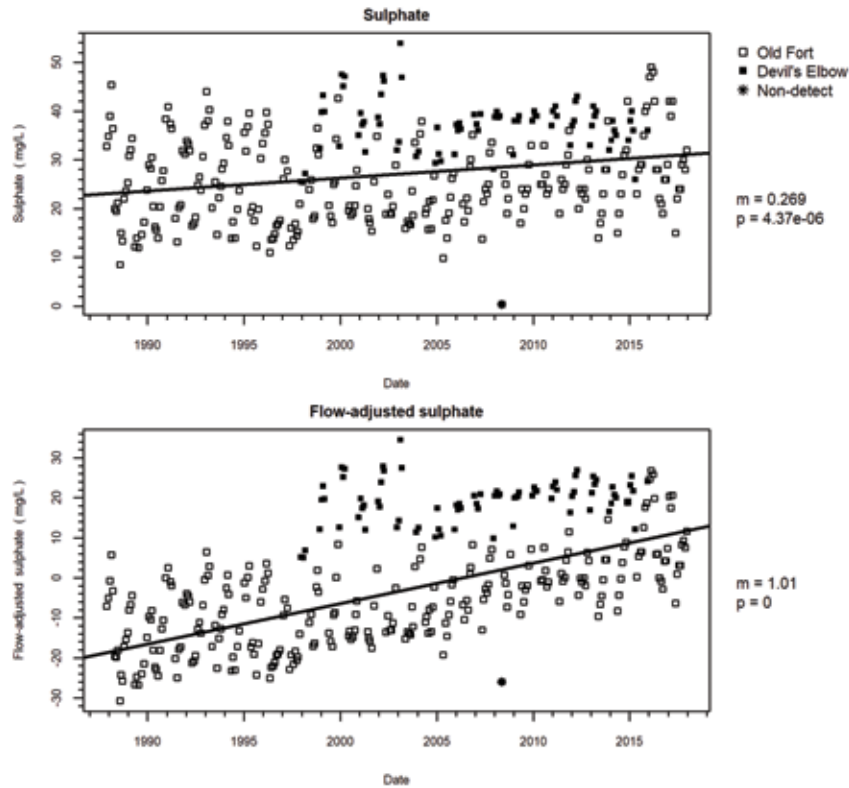 Sulphate
50
40
30
20
10
0
Sulphate ( mg/L )
1990 1995 2000 2005 2010 2015
Date
Old Fort
Devil's Elbow
Non-detect
m = 0.269
p = 4.37e-06
Flow-adjusted sulphate
30
20
10
0
-10
-20
-30
Flow-adjusted sulphate ( mg/L )
1990 1995 2000 2005 2010 2015
Date
m = 1.01
p = 0